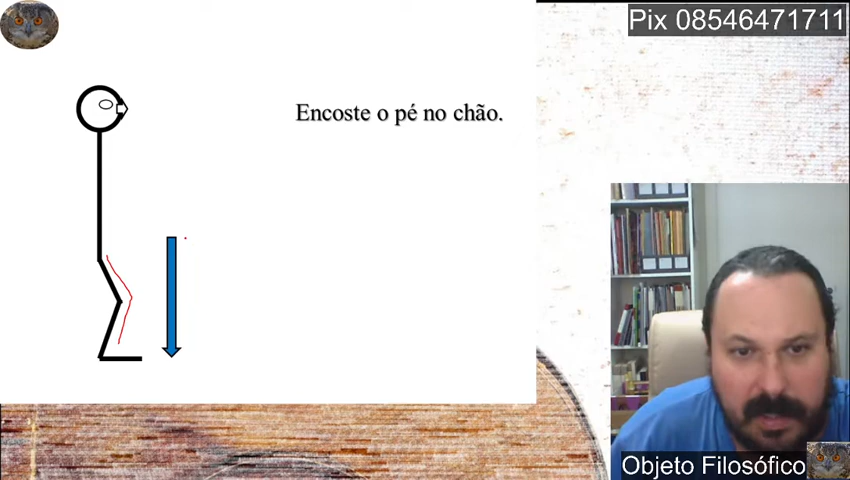 Pix 08546471711
Encoste o pé no chão.
Objeto Filosófico